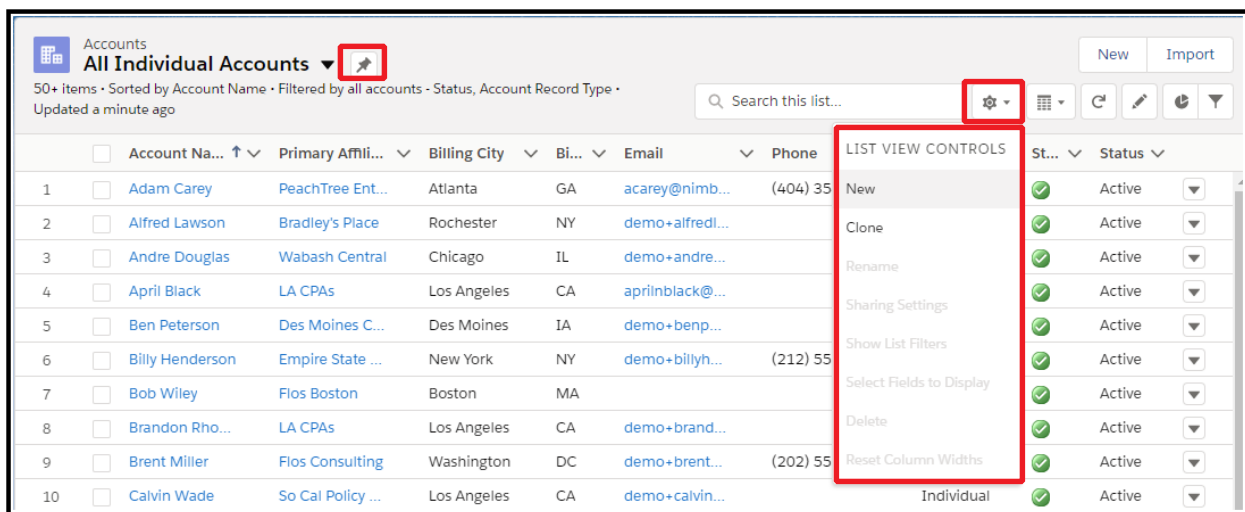 Accounts
All Individual Accounts
New Import
50+ items • Sorted by Account Name • Filtered by all accounts - Status, Account Record Type •
Updated a minute ago
Search this list...
Account Na... Primary Affili... Billing City Bi... Email Phone St... Status
LIST VIEW CONTROLS
New
Clone
Rename
Sharing Settings
Show List Filters
Select Fields to Display
Delete
Reset Column Widths
1 Adam Carey PeachTree Ent... Atlanta GA acarey@nimb... (404) 35 Active
2 Alfred Lawson Bradley's Place Rochester NY demo+alfredl... Active
3 Andre Douglas Wabash Central Chicago IL demo+andre... Active
4 April Black LA CPAs Los Angeles CA aprilnblack@... Active
5 Ben Peterson Des Moines C... Des Moines IA demo+benp... Active
6 Billy Henderson Empire State ... New York NY demo+billyh... (212) 55 Active
7 Bob Wiley Flos Boston Boston MA Active
8 Brandon Rho... LA CPAs Los Angeles CA demo+brand... Active
9 Brent Miller Flos Consulting Washington DC demo+brent... (202) 55 Active
10 Calvin Wade So Cal Policy ... Los Angeles CA demo+calvin... Individual Active